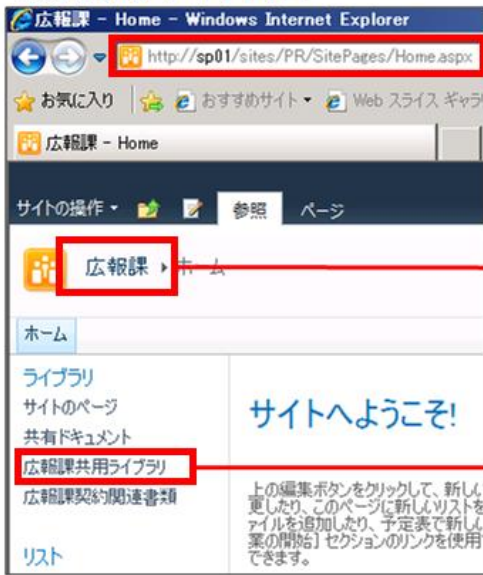 広報課 - Home - Windows Internet Explorer
http://sp01/sites/PR/SitePages/Home.aspx
お気に入り おすすめサイト Web スライス ギャラ
広報課 - Home
サイトの操作 参照 ページ
広報課 ホーム
ホーム
ライブラリ
サイトのページ
サイトへようこそ!
共有ドキュメント
広報課共用ライブラリ
広報課契約関連書類
上の編集ボタンをクリックして、新しい
更したり、このページに新しいリストを
ァイルを追加したり、予定表で新しい
業の開始] セクションのリンクを使用
できます。
リスト